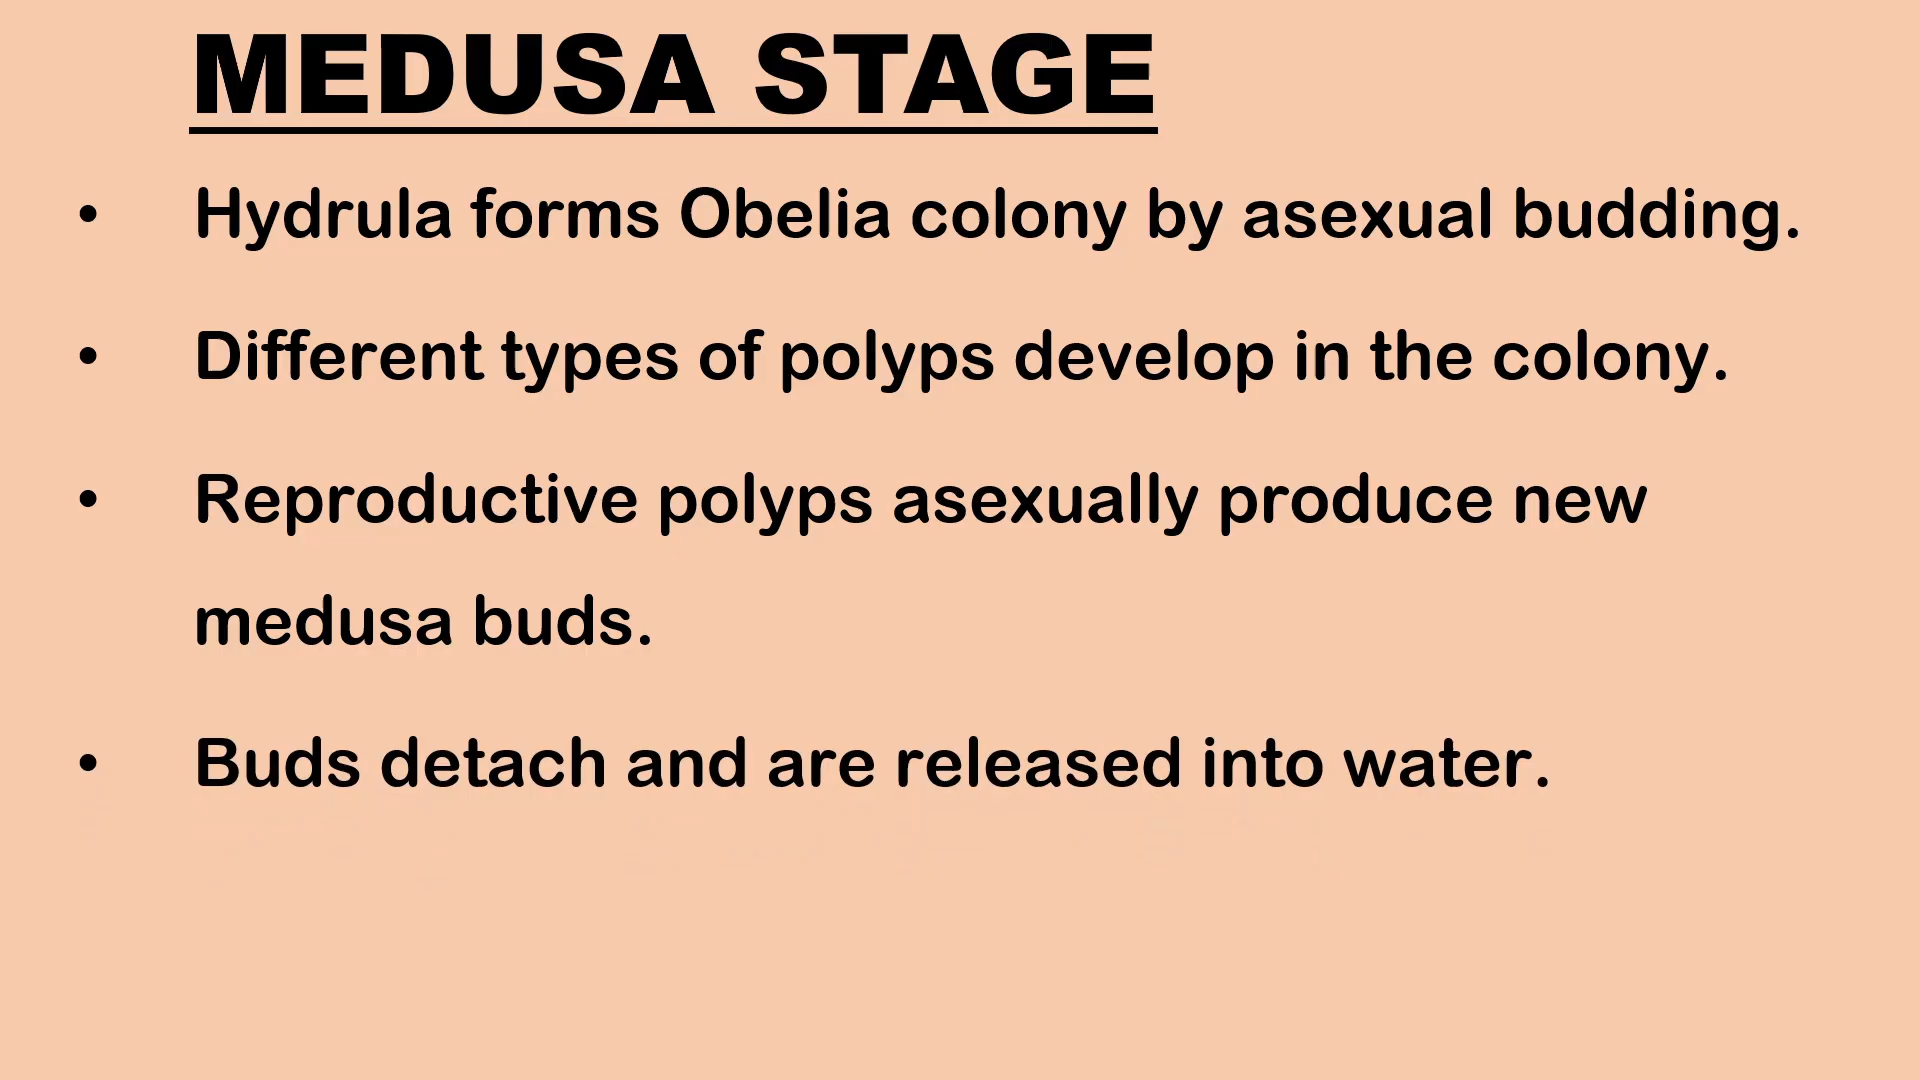 MEDUSA STAGE
• Hydrula forms Obelia colony by asexual budding.
• Different types of polyps develop in the colony.
• Reproductive polyps asexually produce new
medusa buds.
• Buds detach and are released into water.